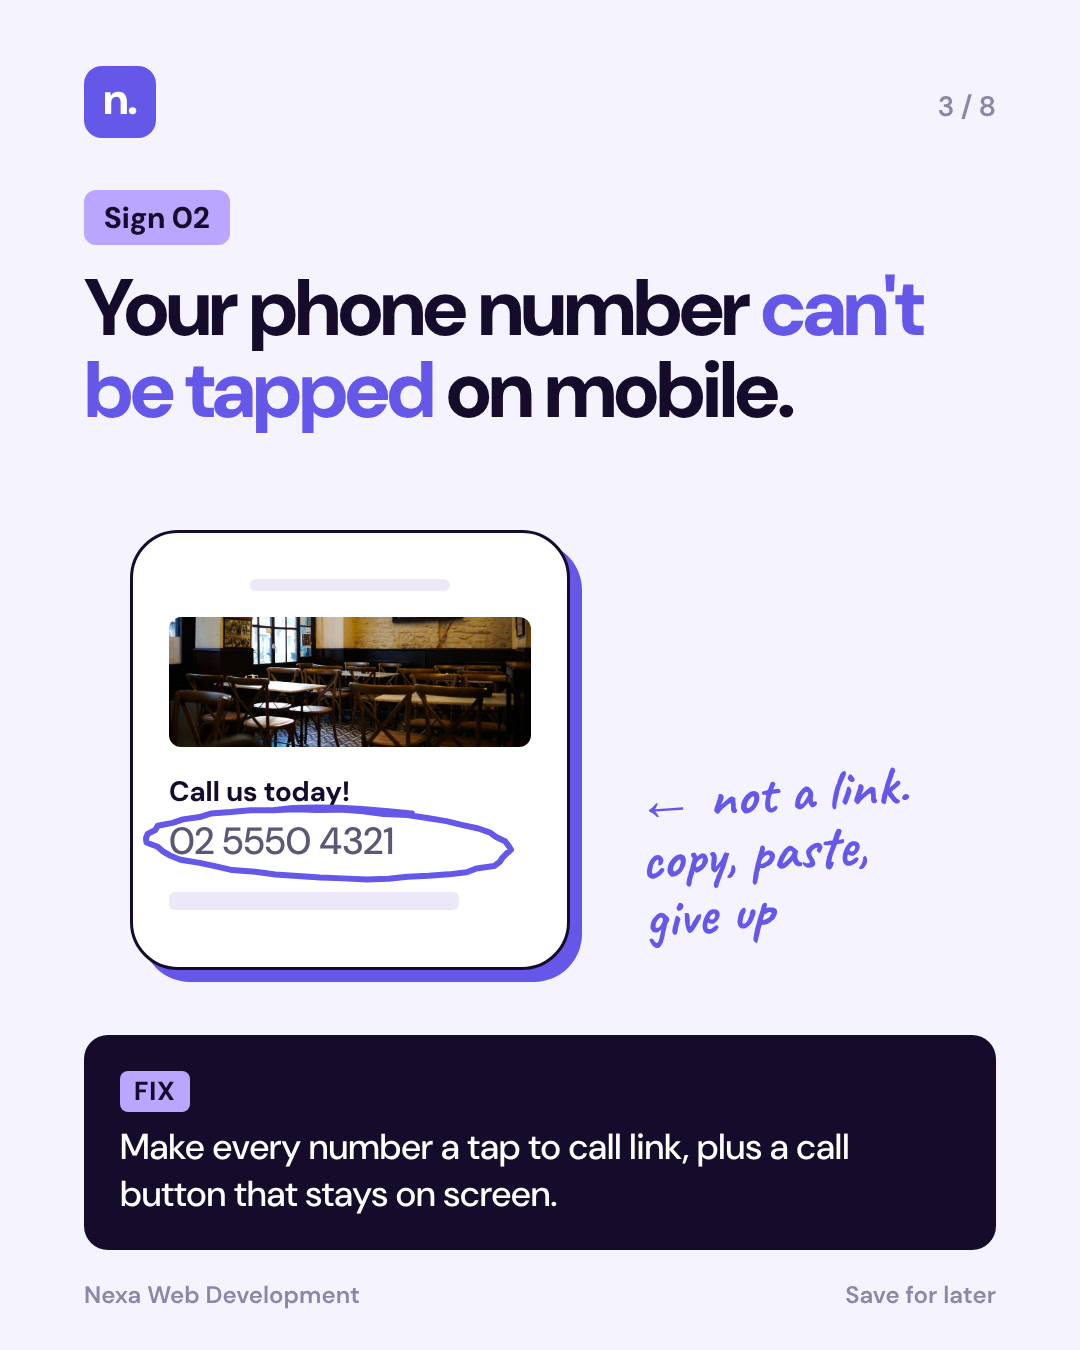 n.
3 / 8
Sign 02
Your phone number can't
be tapped on mobile.
Call us today!
02 5550 4321
← not a link.
copy, paste,
give up
FIX
Make every number a tap to call link, plus a call
button that stays on screen.
Nexa Web Development
Save for later